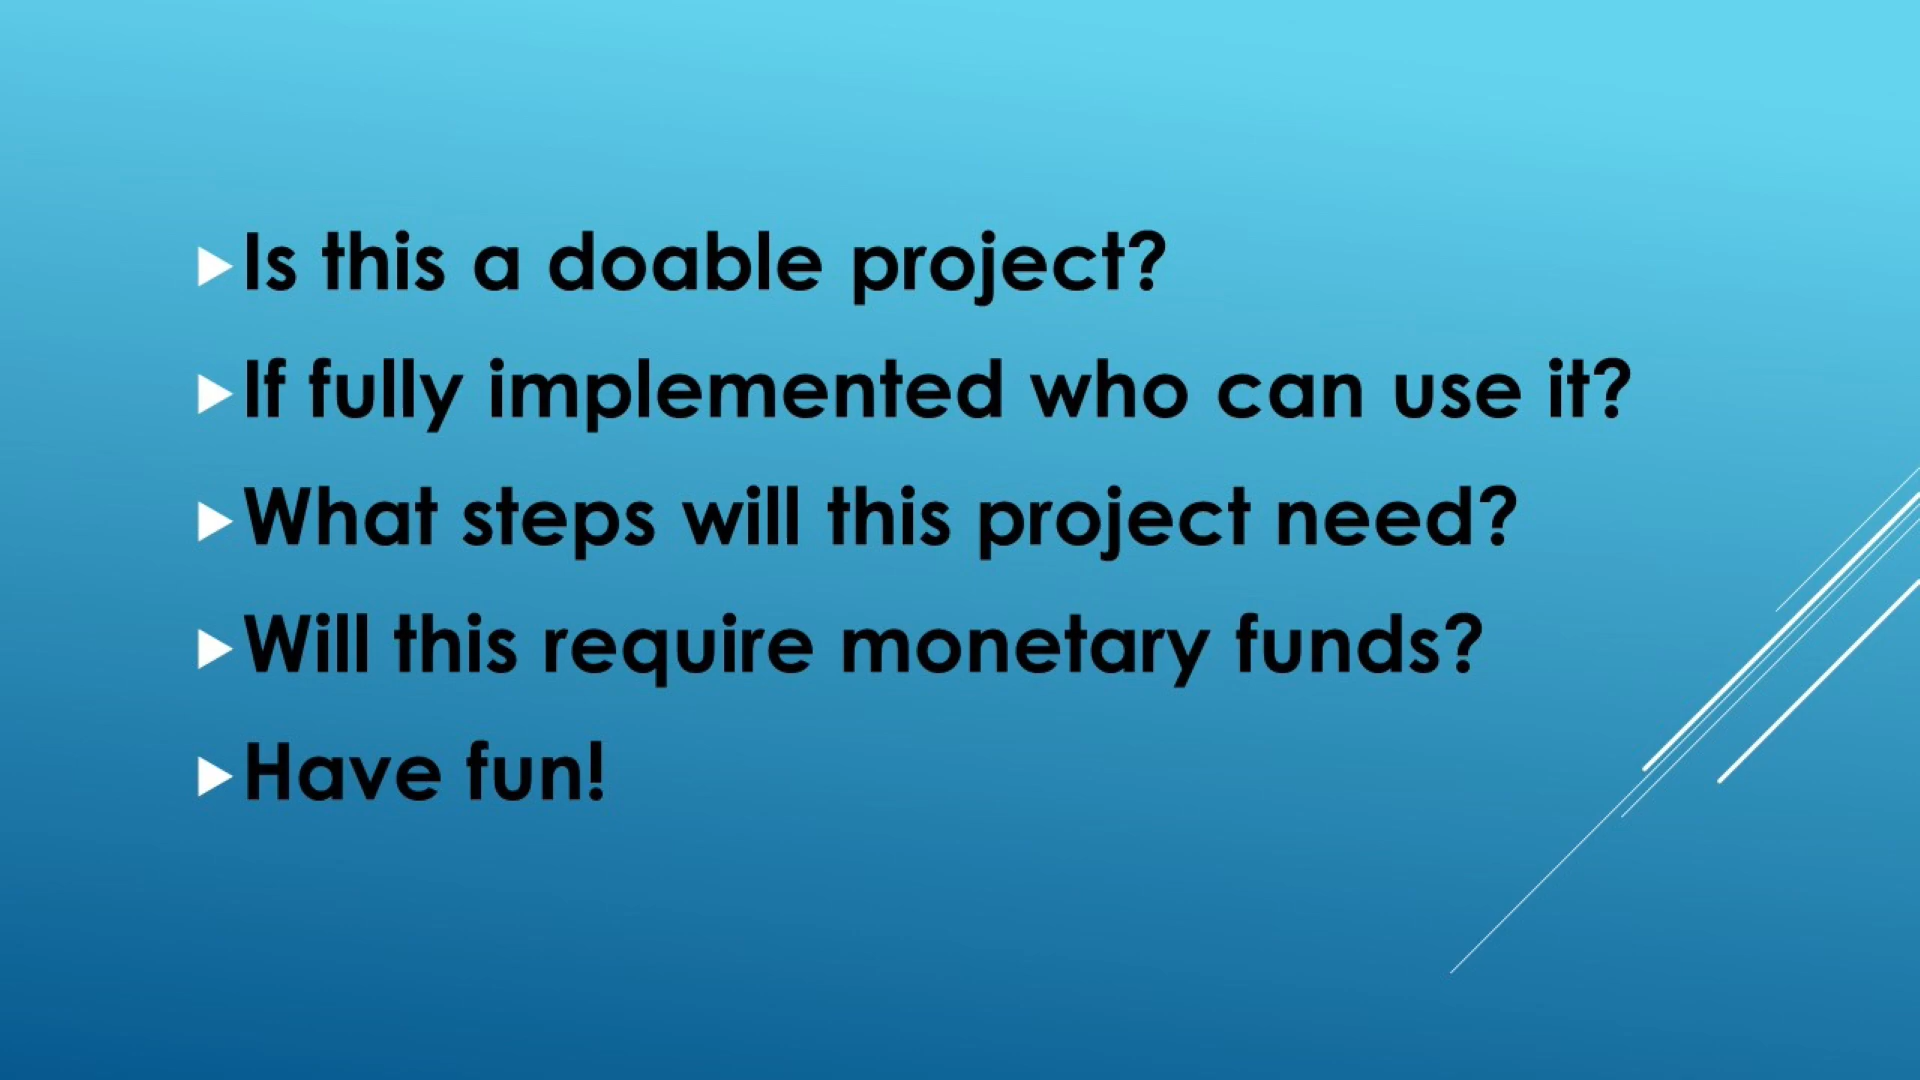 Is this a doable project?
If fully implemented who can use it?
What steps will this project need?
Will this require monetary funds?
Have fun!